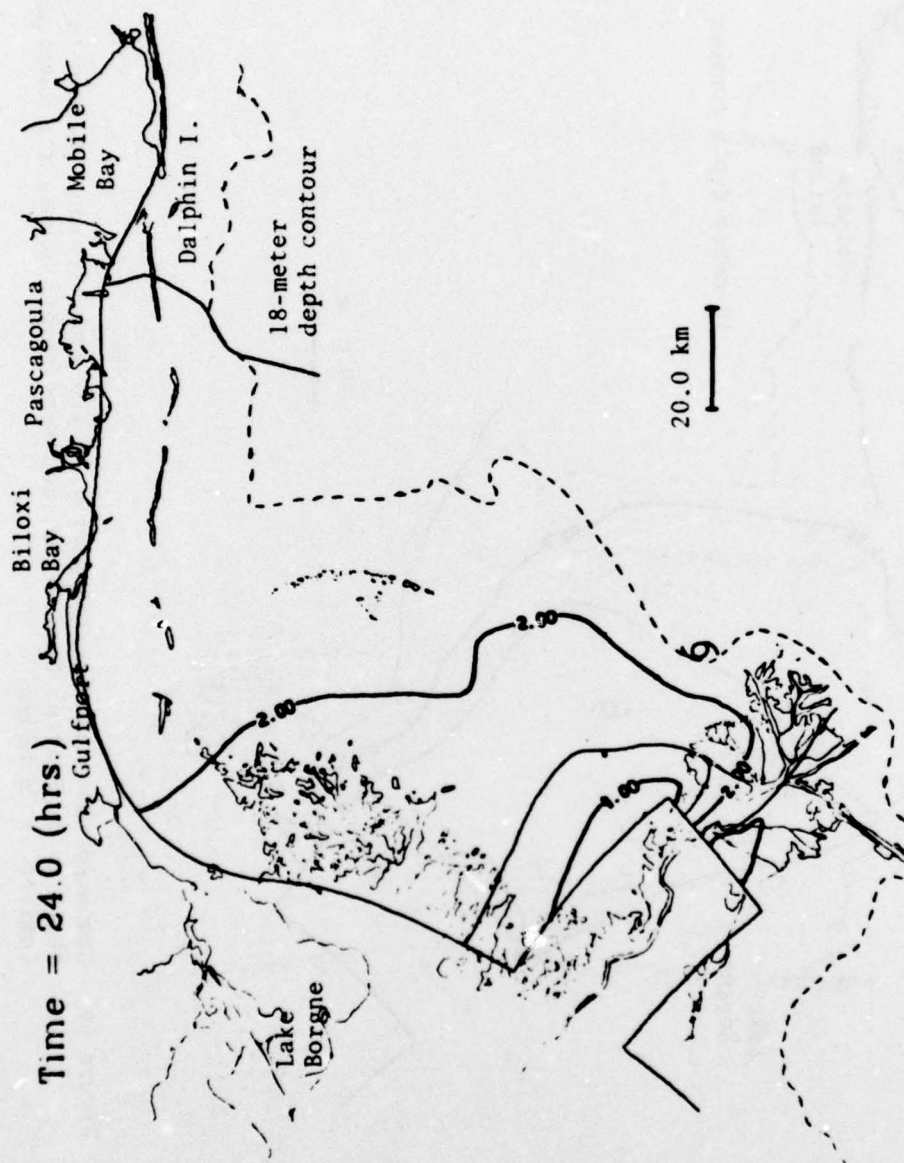 Time = 24.0 (hrs.)
Biloxi
Bay
Pascagoula
Mobile
Bay
Gulfport
Dalphin I.
18-meter
depth contour
Lake
Borgne
2.00
2.00
1.00
20.0 km